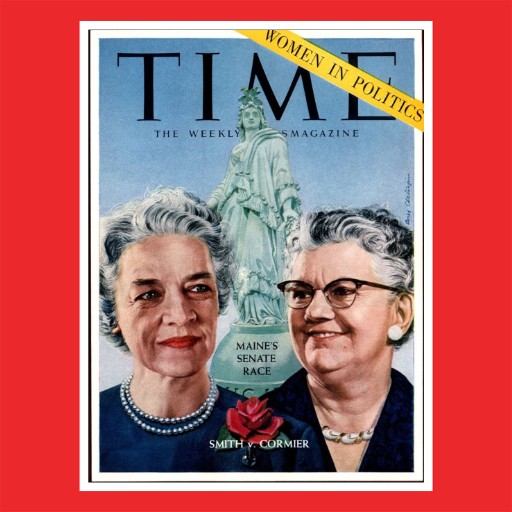 WOMEN IN POLITICS
TIME
THE WEEKLY NEWSMAGAZINE
MAINE'S
SENATE
RACE
SMITH v. CORMIER